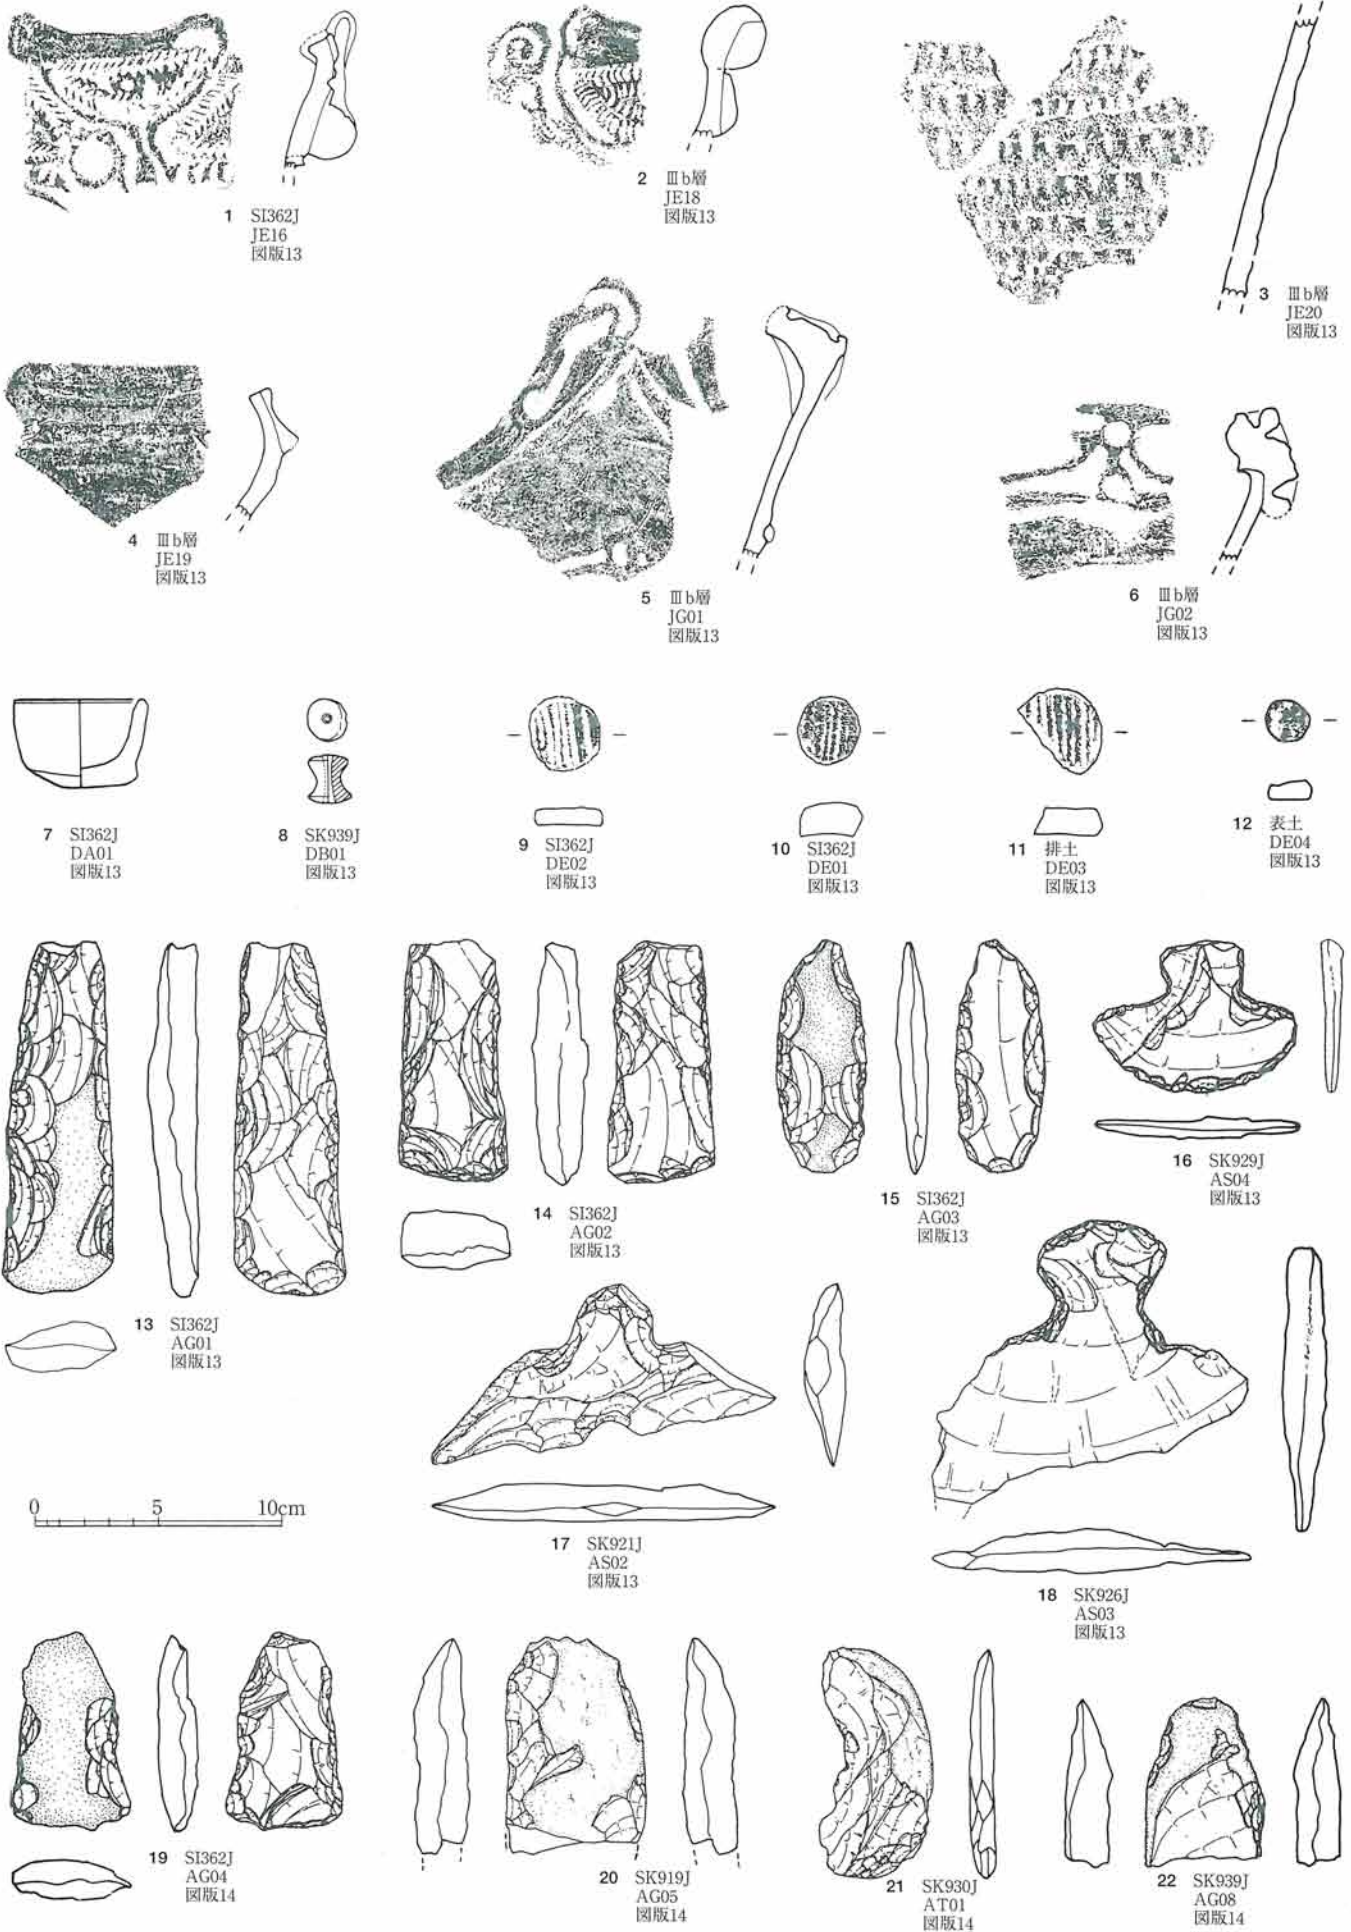 1 SI362J
JE16
図版13
2 Ⅲb層
JE18
図版13
3 Ⅲb層
JE20
図版13
4 Ⅲb層
JE19
図版13
5 Ⅲb層
JG01
図版13
6 Ⅲb層
JG02
図版13
7 SI362J
DA01
図版13
8 SK939J
DB01
図版13
9 SI362J
DE02
図版13
10 SI362J
DE01
図版13
11 排土
DE03
図版13
12 表土
DE04
図版13
13 SI362J
AG01
図版13
14 SI362J
AG02
図版13
15 SI362J
AG03
図版13
16 SK929J
AS04
図版13
0 5 10cm
17 SK921J
AS02
図版13
18 SK926J
AS03
図版13
19 SI362J
AG04
図版14
20 SK919J
AG05
図版14
21 SK930J
AT01
図版14
22 SK939J
AG08
図版14